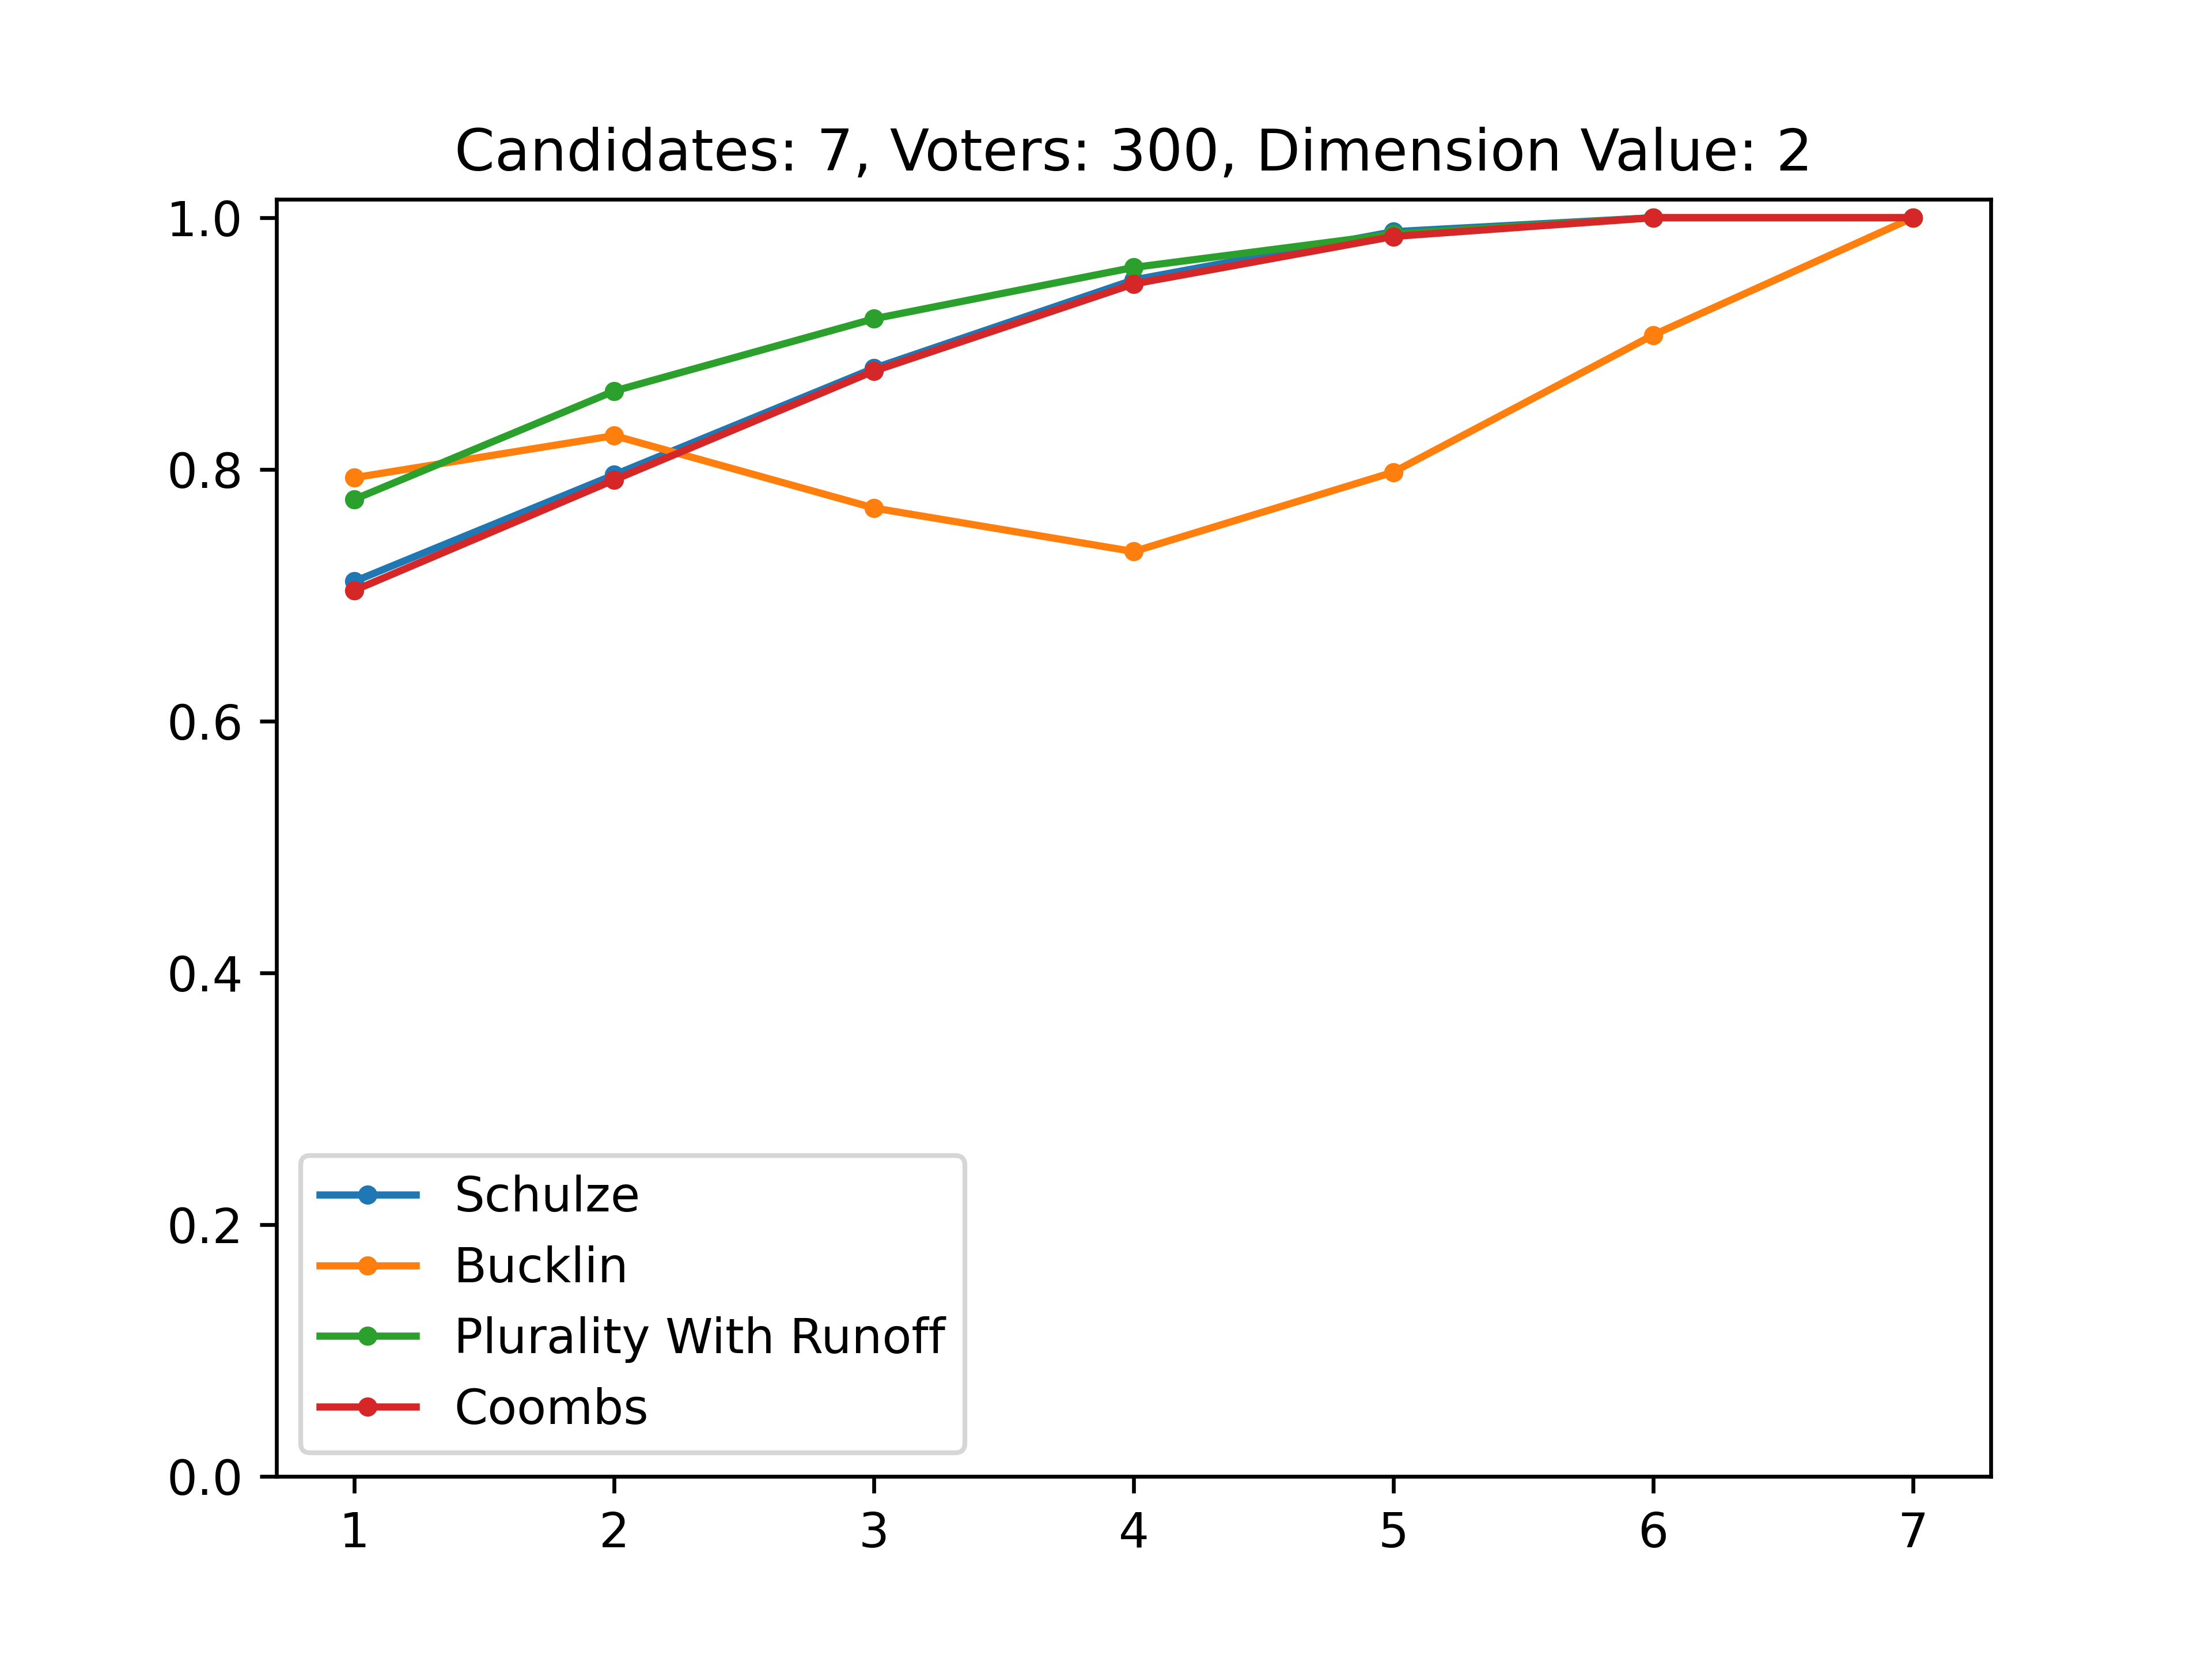 Candidates: 7, Voters: 300, Dimension Value: 2
1.0
0.8
0.6
0.4
0.2
0.0
Schulze
Bucklin
Plurality With Runoff
Coombs
1 2 3 4 5 6 7